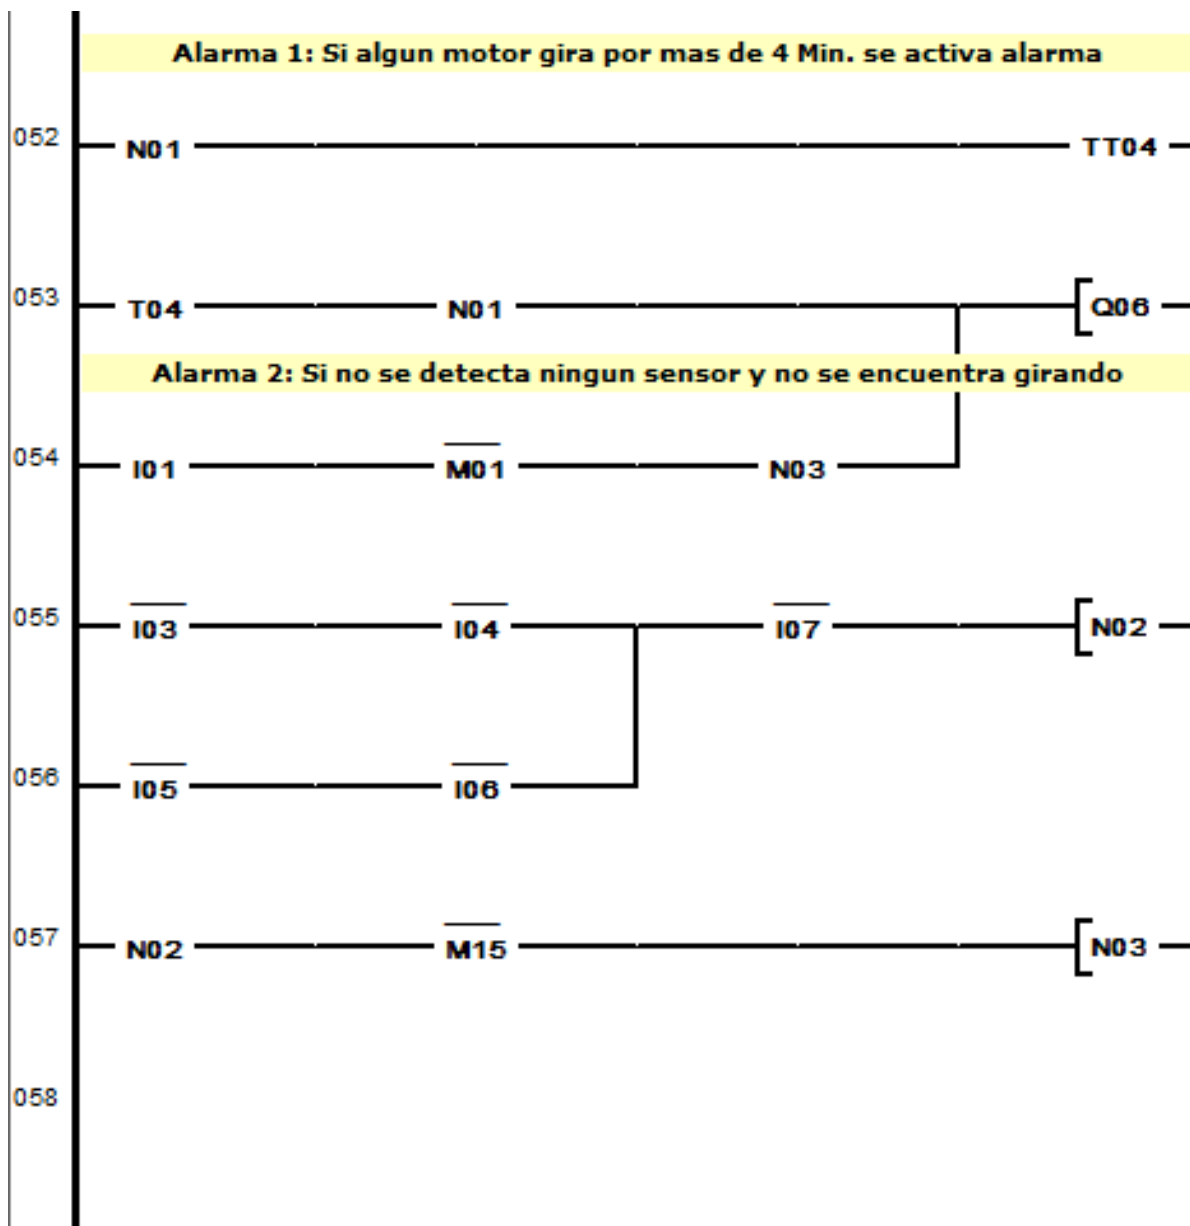 Alarma 1: Si algun motor gira por mas de 4 Min. se activa alarma
052 N01 TT04
053 T04 N01 Q06
Alarma 2: Si no se detecta ningun sensor y no se encuentra girando
054 I01 M01 N03
055 I03 I04 I07 N02
056 I05 I06
057 N02 M15 N03
058